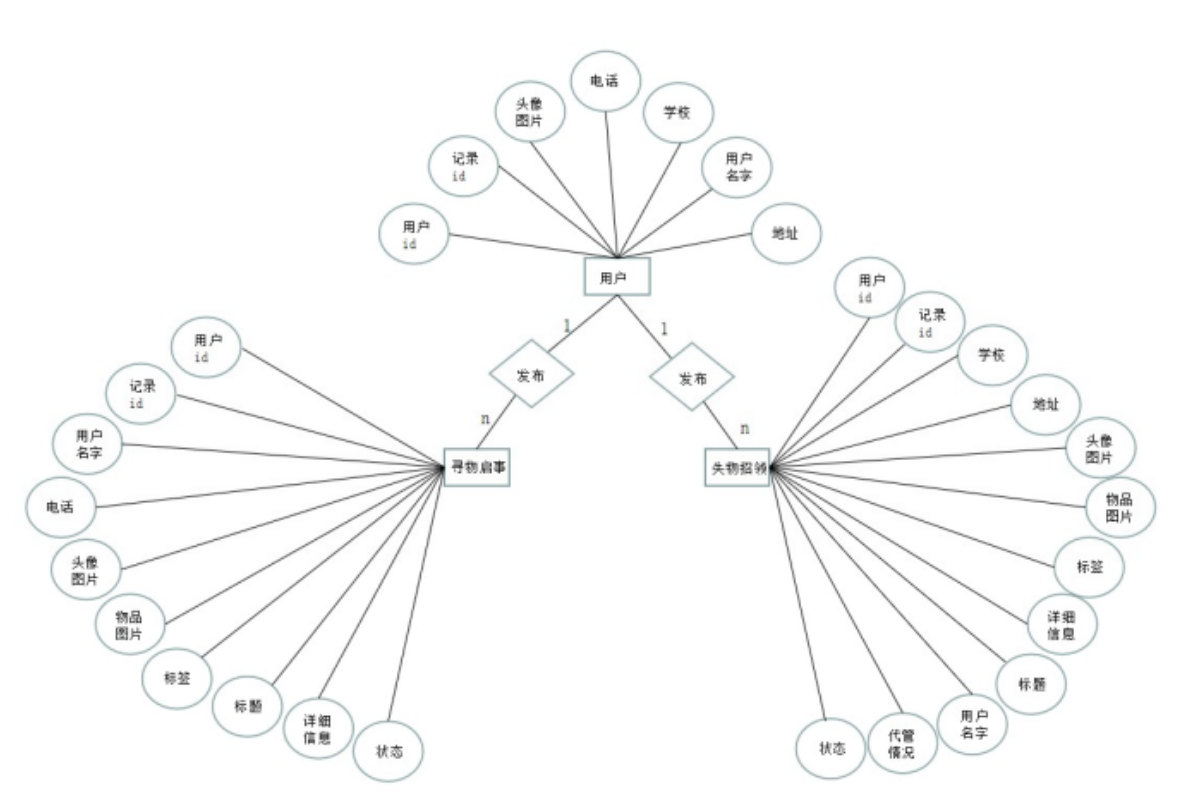 电话
头像
图片
学校
记录
id
用户
名字
用户
id
地址
用户
1
1
发布
发布
n
n
寻物启事
失物招领
用户
id
记录
id
用户
名字
电话
头像
图片
物品
图片
标签
标题
详细
信息
状态
用户
id
记录
id
学校
地址
头像
图片
物品
图片
标签
详细
信息
标题
用户
名字
代管
情况
状态